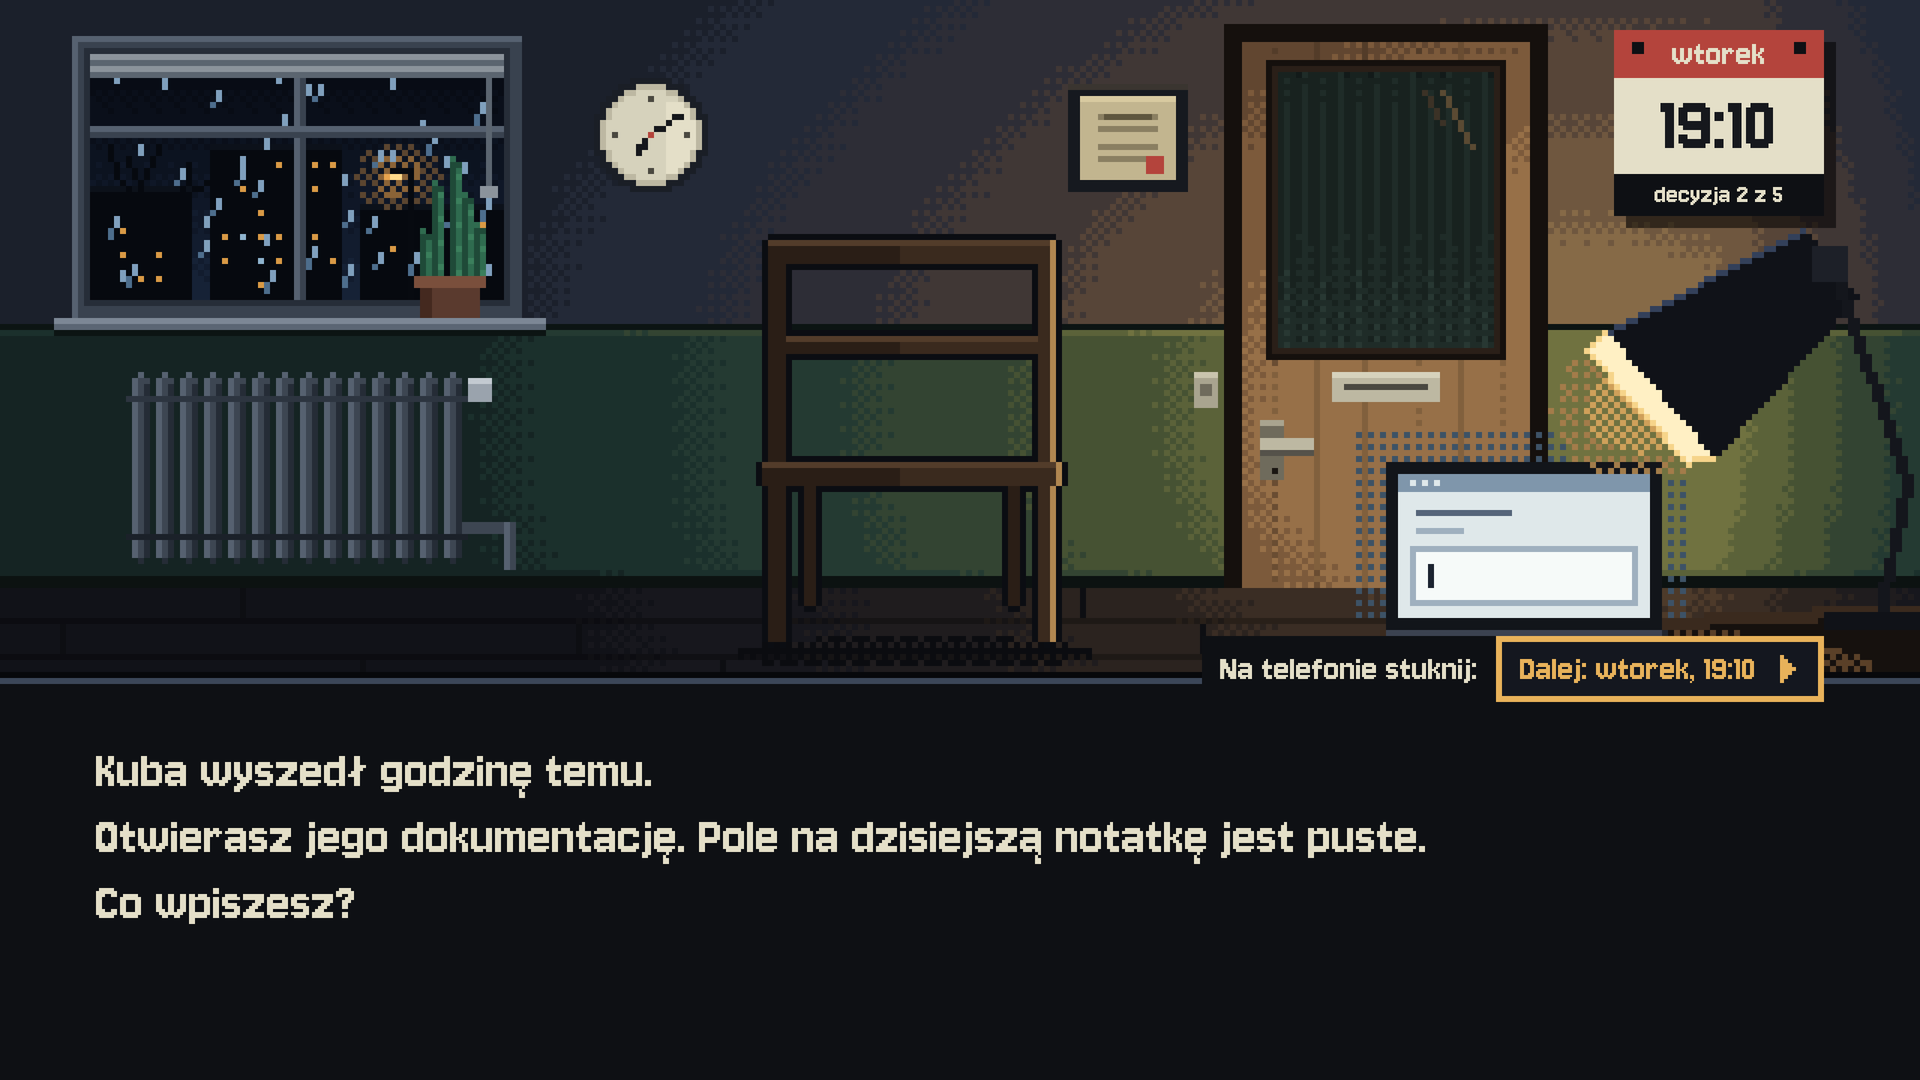 wtorek
19:10
decyzja 2 z 5
Na telefonie stuknij:
Dalej: wtorek, 19:10
Kuba wyszedł godzinę temu.
Otwierasz jego dokumentację. Pole na dzisiejszą notatkę jest puste.
Co wpiszesz?